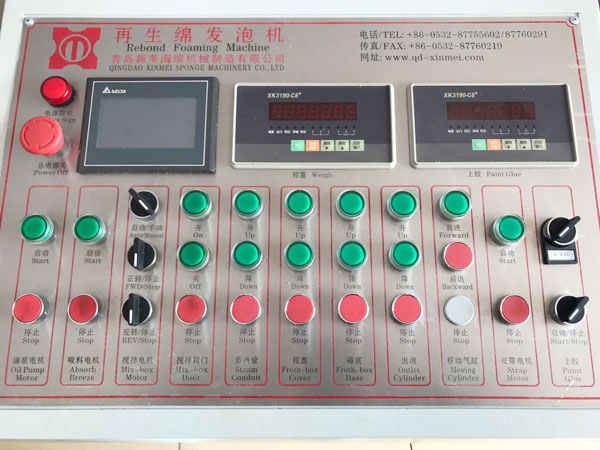 再生绵发泡机
Rebond Foaming Machine
青岛新美海绵机械制造有限公司
QINGDAO XINMEI SPONGE MACHINERY CO.,LTD
电话/TEL: +86-0532-87755602/87760291
传真/FAX: +86-0532-87760219
网址: www.qd-xinmei.com
DELTA
XK3190-C8+
XK3190-C8+
电源指示
Sign
总电源关
Power Off
称重 Weigh
上胶 Paint Glue
启动
Start
启动
Start
自动/手动
Auto/Manual
开
On
升
Up
升
Up
升
Up
升
Up
前进
Forward
启动
Start
正转/停止
FWD/Stop
关
Off
降
Down
降
Down
降
Down
降
Down
后退
Backward
停止
Stop
停止
Stop
反转/停止
REV/Stop
停止
Stop
停止
Stop
停止
Stop
停止
Stop
停止
Stop
停止
Stop
停止
Stop
启动/停止
Start/Stop
油泵电机
Oil Pump
Motor
吸料电机
Absorb
Breeze
搅拌电机
Mix-box
Motor
搅拌箱门
Mix-box
Door
蒸汽管
Steam
Conduit
箱盖
Froth-box
Cover
箱底
Froth-box
Base
出泡
Outlet
Cylinder
移动气缸
Moving
Cylinder
皮带电机
Strap
Motor
上胶
Paint
Glue